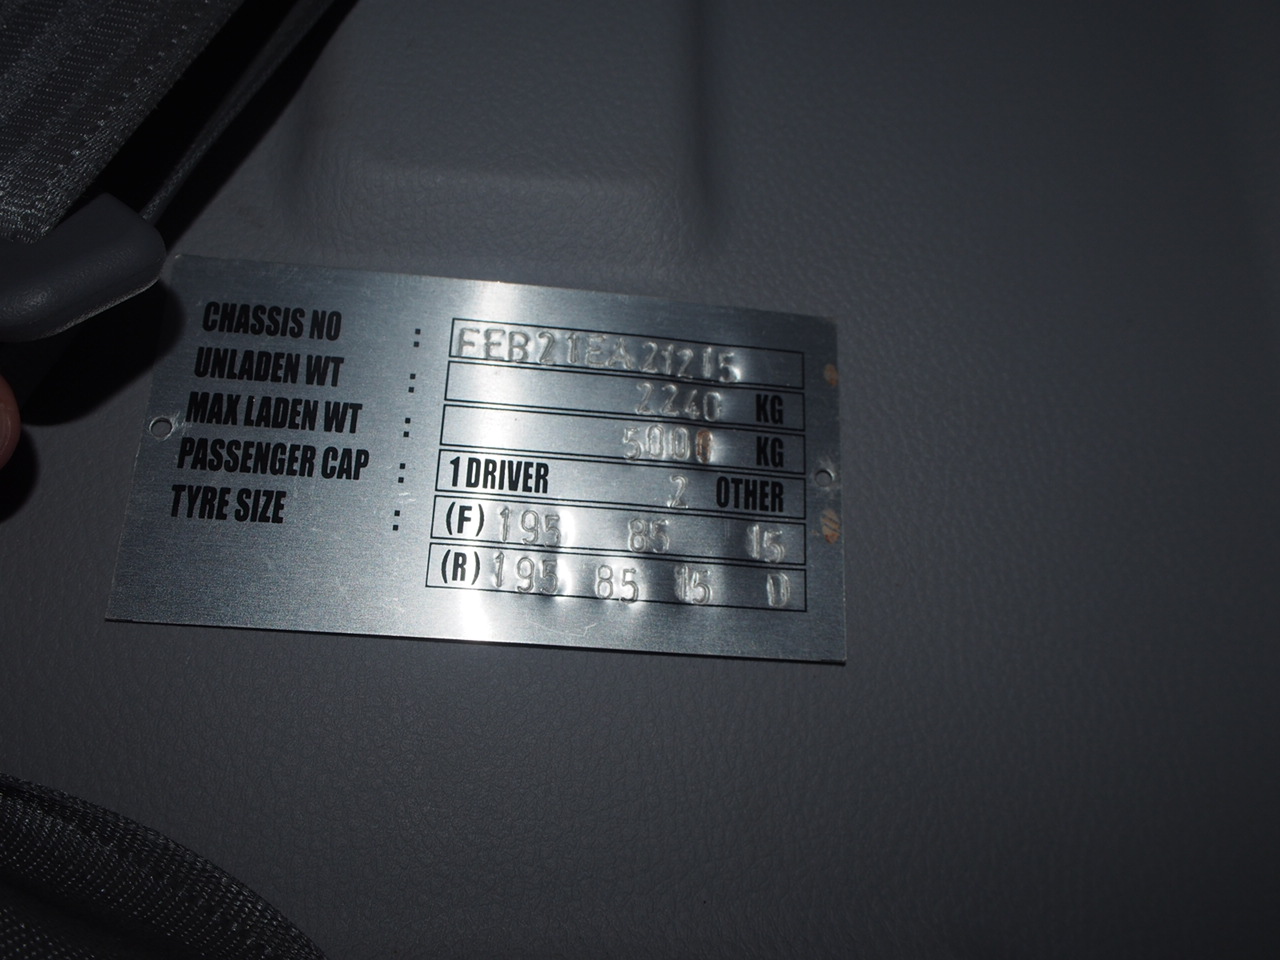 CHASSIS NO : FEB21EA21215
UNLADEN WT : 2240 KG
MAX LADEN WT : 5000 KG
PASSENGER CAP : 1 DRIVER 2 OTHER
TYRE SIZE : (F) 195 85 15
(R) 195 85 15 D